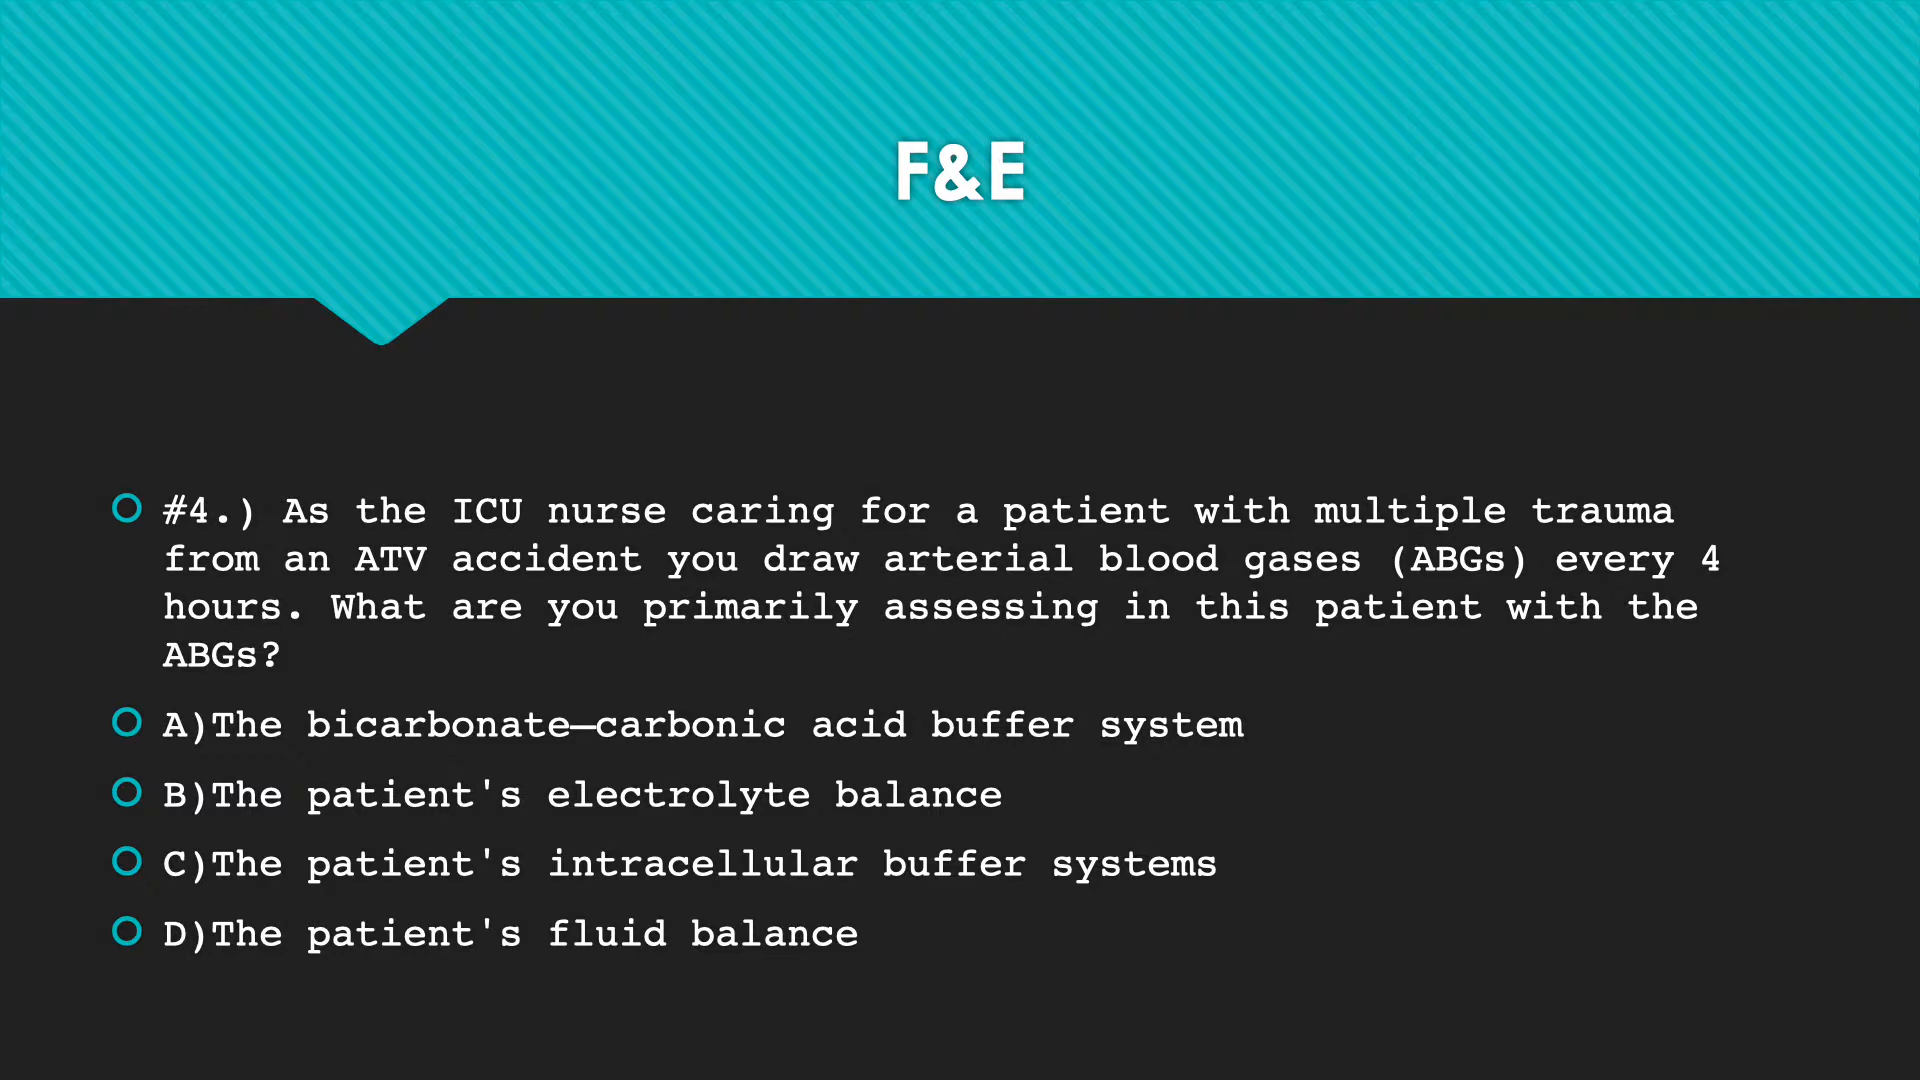 F&E
#4.) As the ICU nurse caring for a patient with multiple trauma
from an ATV accident you draw arterial blood gases (ABGs) every 4
hours. What are you primarily assessing in this patient with the
ABGs?
A)The bicarbonate–carbonic acid buffer system
B)The patient's electrolyte balance
C)The patient's intracellular buffer systems
D)The patient's fluid balance